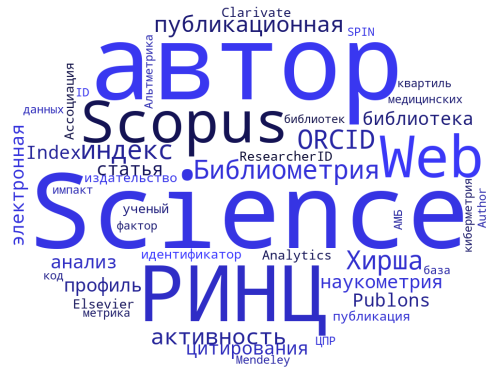 Clarivate
публикационная
SPIN
автор
Альтметрика
Ассоциация
ID
квартиль
медицинских
данных
Scopus
библиотек
библиотека
ORCID
электронная
Index
индекс
ResearcherID
Web
статья
Библиометрия
издательство
импакт
Science
ученый
фактор
АМБ
киберметрия
Author
идентификатор
Analytics
анализ
Хирша
код
база
профиль
РИНЦ
наукометрия
Elsevier
Publons
метрика
публикация
активность
цитирования
ЦПР
Mendeley